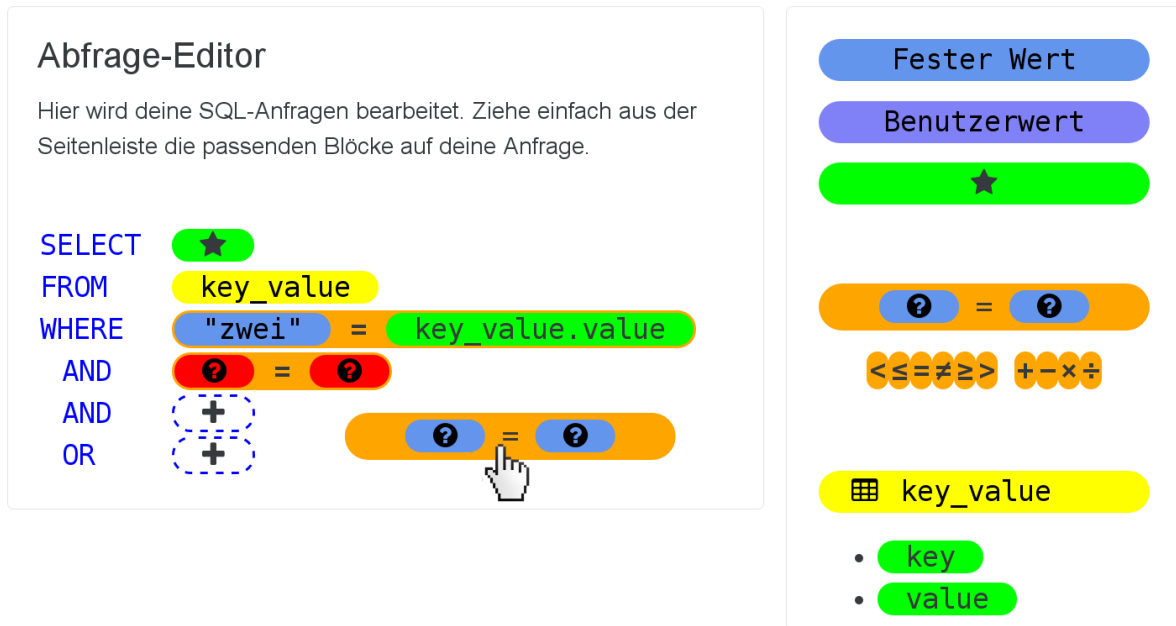 Abfrage-Editor
Hier wird deine SQL-Anfragen bearbeitet. Ziehe einfach aus der
Seitenleiste die passenden Blöcke auf deine Anfrage.
SELECT ★
FROM key_value
WHERE "zwei" = key_value.value
AND ? = ?
AND +
OR +
? = ?
Fester Wert
Benutzerwert
★
? = ?
<≤=≠≥> +−×÷
key_value
• key
• value